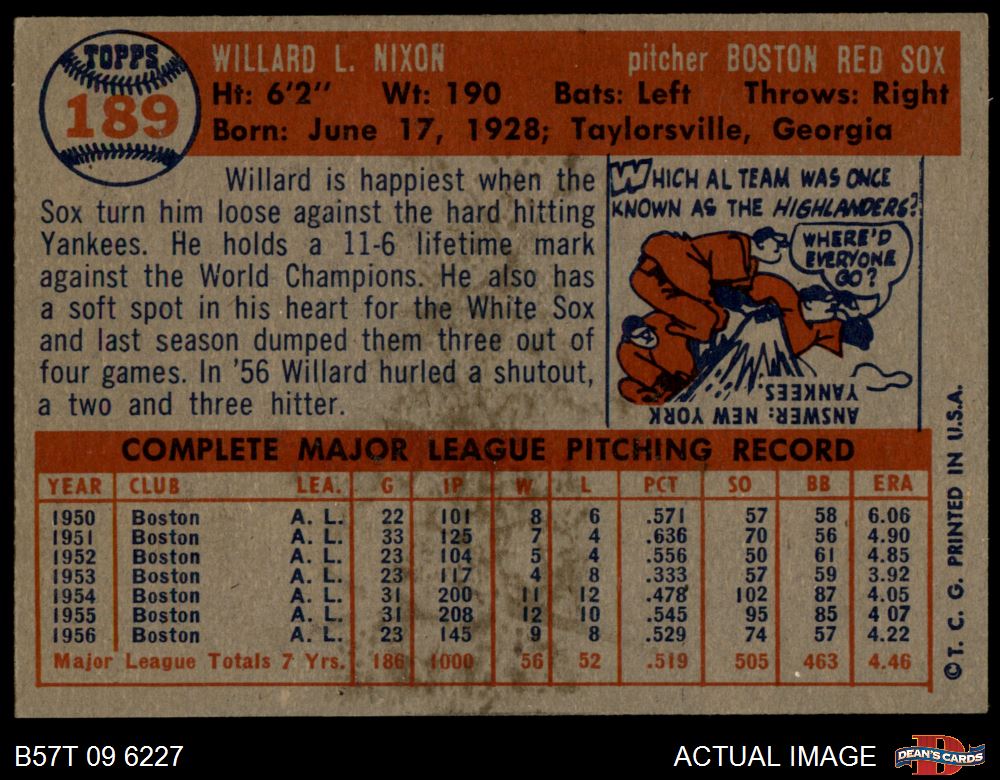 TOPPS
189
WILLARD L. NIXON pitcher BOSTON RED SOX
Ht: 6'2" Wt: 190 Bats: Left Throws: Right
Born: June 17, 1928; Taylorsville, Georgia
Willard is happiest when the
Sox turn him loose against the hard hitting
Yankees. He holds a 11-6 lifetime mark
against the World Champions. He also has
a soft spot in his heart for the White Sox
and last season dumped them three out of
four games. In '56 Willard hurled a shutout,
a two and three hitter.
WHICH AL TEAM WAS ONCE
KNOWN AS THE HIGHLANDERS?
WHERE'D
EVERYONE
GO?
ANSWER: NEW YORK
YANKEES.
COMPLETE MAJOR LEAGUE PITCHING RECORD
YEAR CLUB LEA. G IP W L PCT SO BB ERA
1950 Boston A. L. 22 101 8 6 .571 57 58 6.06
1951 Boston A. L. 33 125 7 4 .636 70 56 4.90
1952 Boston A. L. 23 104 5 4 .556 50 61 4.85
1953 Boston A. L. 23 117 4 8 .333 57 59 3.92
1954 Boston A. L. 31 200 11 12 .478 102 87 4.05
1955 Boston A. L. 31 208 12 10 .545 95 85 4 07
1956 Boston A. L. 23 145 9 8 .529 74 57 4.22
Major League Totals 7 Yrs. 186 1000 56 52 .519 505 463 4.46
©T. C. G. PRINTED IN U.S.A.
B57T 09 6227
ACTUAL IMAGE
D
DEAN'S CARDS